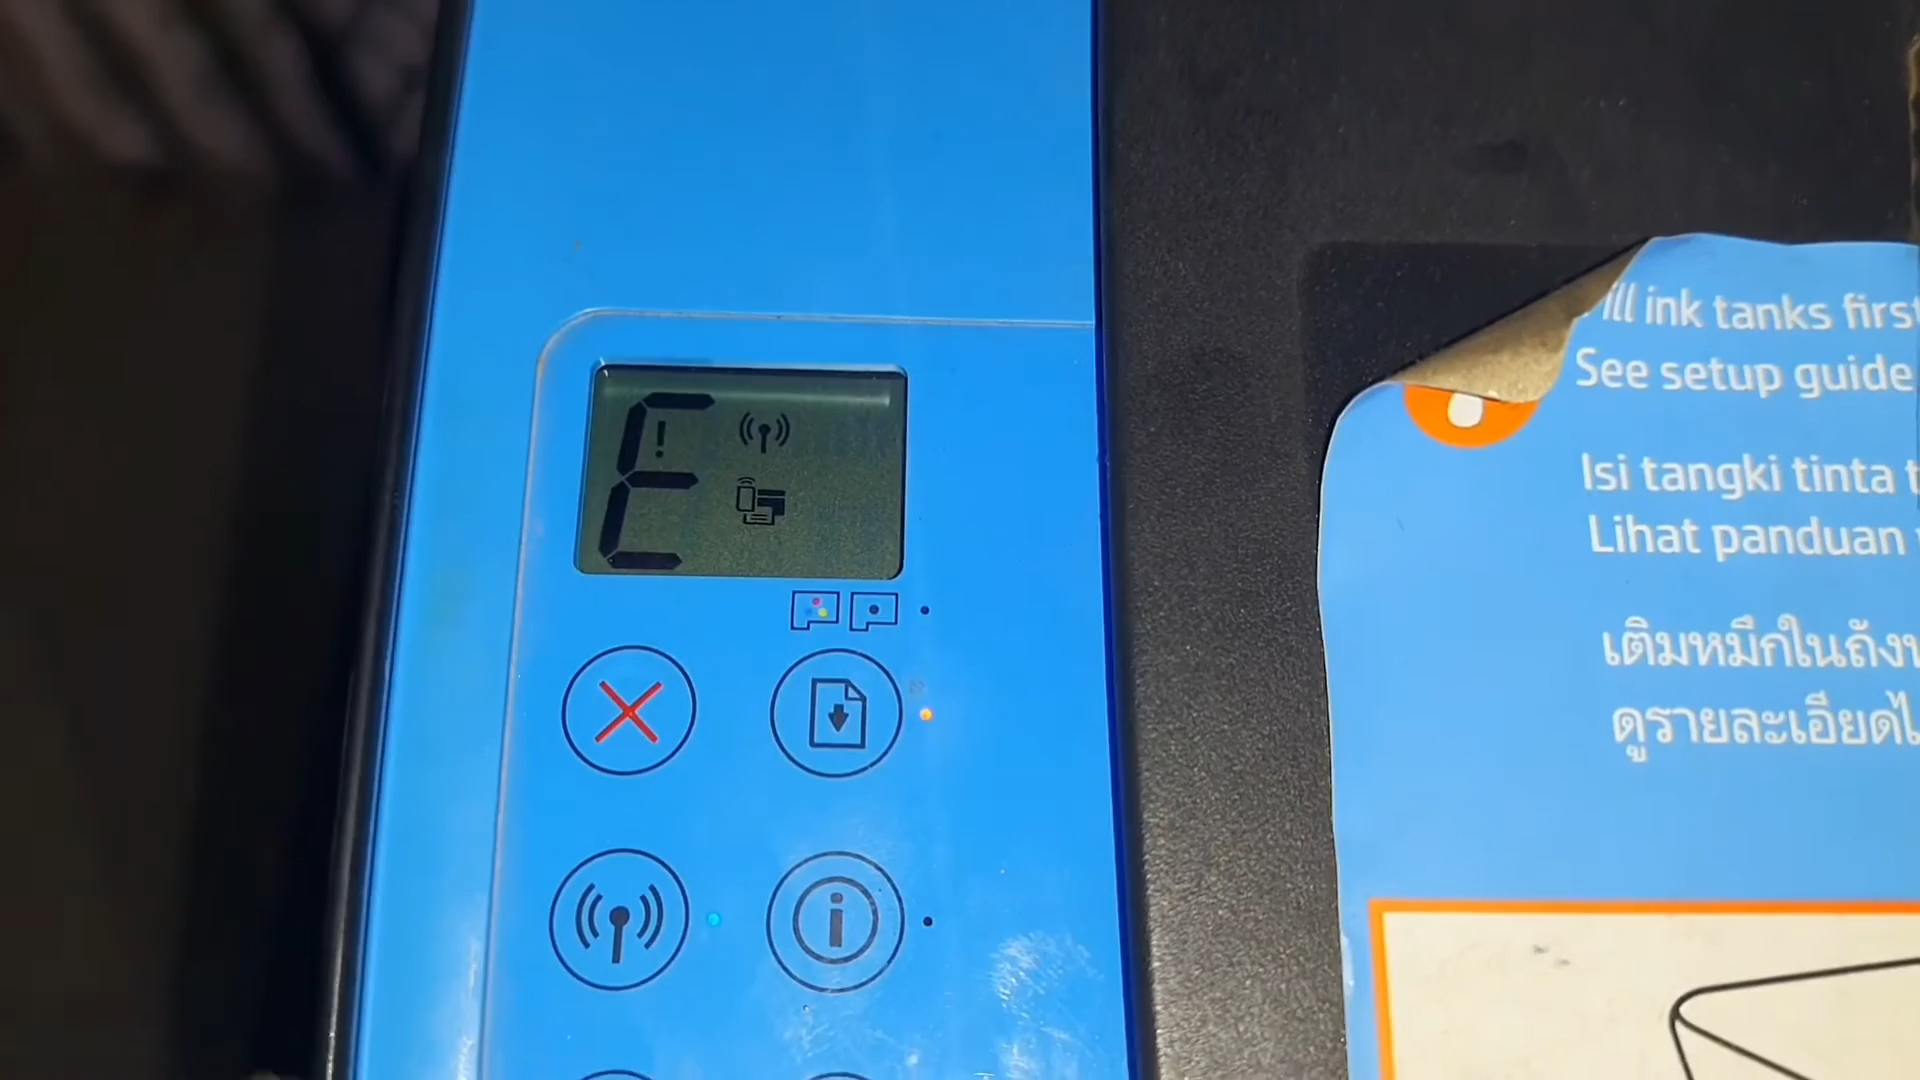 E
!
ill ink tanks first
See setup guide
Isi tangki tinta
Lihat panduan
เติมหมึกในถัง
ดูรายละเอียด